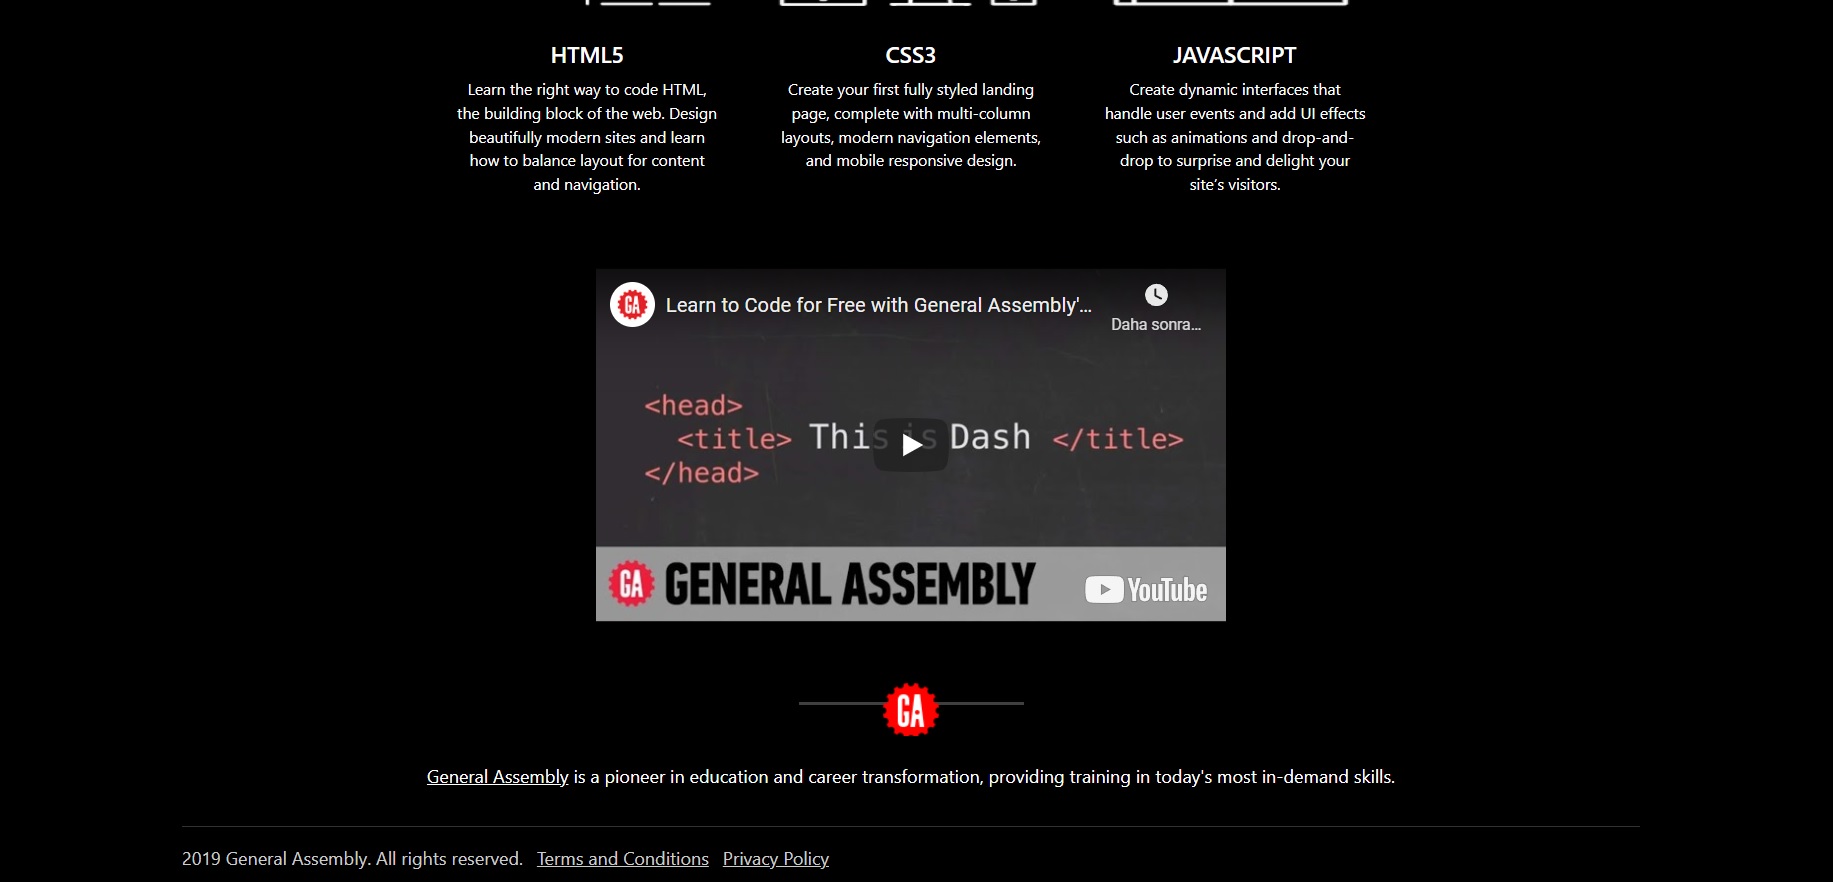 HTML5
Learn the right way to code HTML,
the building block of the web. Design
beautifully modern sites and learn
how to balance layout for content
and navigation.
CSS3
Create your first fully styled landing
page, complete with multi-column
layouts, modern navigation elements,
and mobile responsive design.
JAVASCRIPT
Create dynamic interfaces that
handle user events and add UI effects
such as animations and drop-and-
drop to surprise and delight your
site’s visitors.
GA
Learn to Code for Free with General Assembly'...
Daha sonra...
<head>
<title> This is Dash </title>
</head>
GA GENERAL ASSEMBLY
YouTube
GA
General Assembly is a pioneer in education and career transformation, providing training in today's most in-demand skills.
2019 General Assembly. All rights reserved. Terms and Conditions Privacy Policy